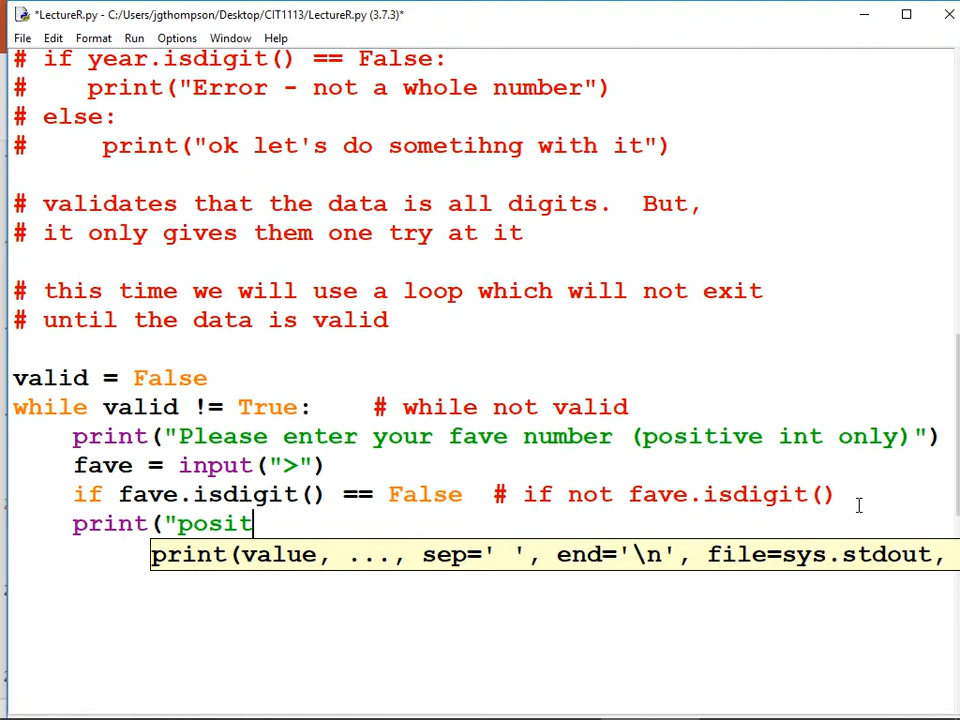 *LectureR.py - C:/Users/jgthompson/Desktop/CIT1113/LectureR.py (3.7.3)*
File Edit Format Run Options Window Help
# if year.isdigit() == False:
#    print("Error - not a whole number")
# else:
#     print("ok let's do sometihng with it")
# validates that the data is all digits.  But,
# it only gives them one try at it
# this time we will use a loop which will not exit
# until the data is valid
valid = False
while valid != True:    # while not valid
    print("Please enter your fave number (positive int only)")
    fave = input(">")
    if fave.isdigit() == False  # if not fave.isdigit()
    print("posit
print(value, ..., sep=' ', end='\n', file=sys.stdout,